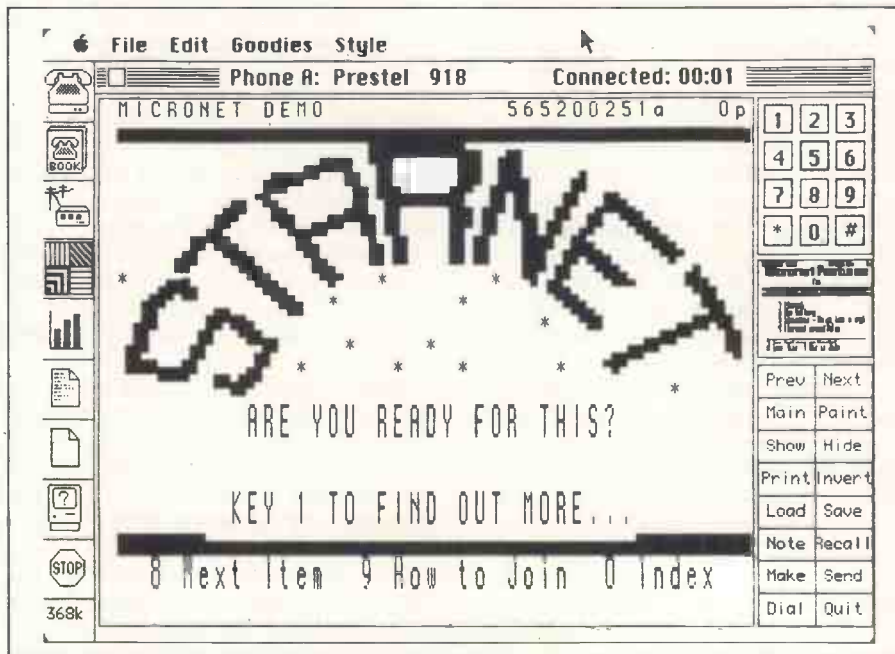 File Edit Goodies Style
Phone A: Prestel 918 Connected: 00:01
MICRONET DEMO 565200251a 0p
STARNET
ARE YOU READY FOR THIS?
KEY 1 TO FIND OUT MORE...
8 Next Item 9 How to Join 0 Index
BOOK
?
STOP
368k
1 2 3
4 5 6
7 8 9
* 0 #
Prev Next
Main Paint
Show Hide
Print Invert
Load Save
Note Recall
Make Send
Dial Quit